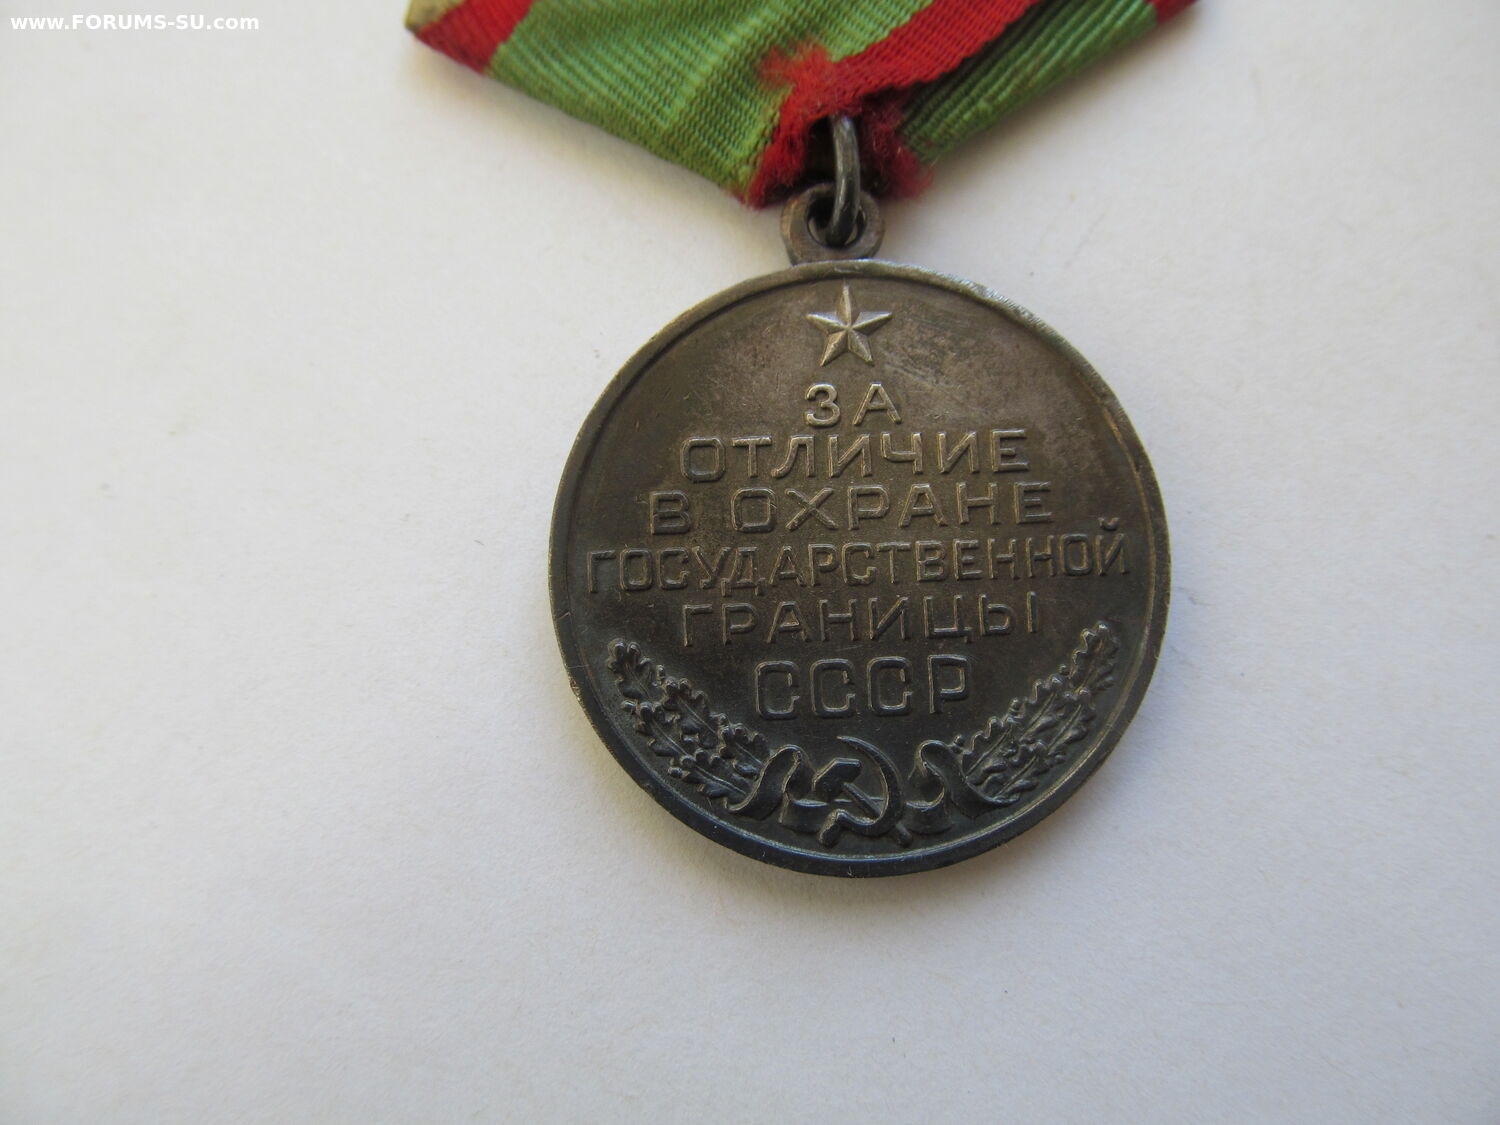 www.FORUMS-SU.com
ЗА
ОТЛИЧИЕ
В ОХРАНЕ
ГОСУДАРСТВЕННОЙ
ГРАНИЦЫ
СССР